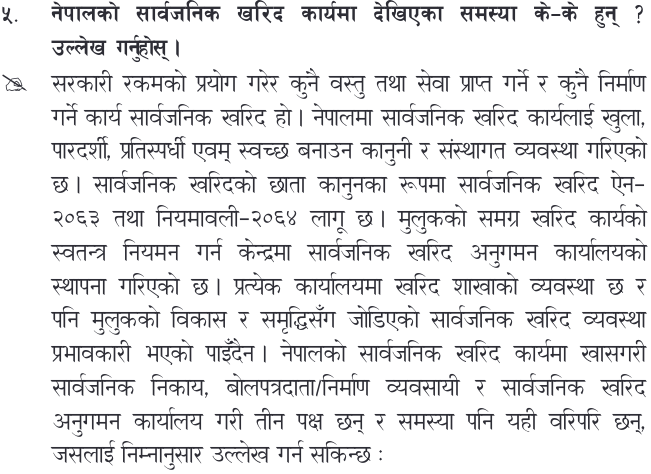 ५. नेपालको सार्वजनिक खरिद कार्यमा देखिएका समस्या के-के हुन् ?
उल्लेख गर्नुहोस् ।
सरकारी रकमको प्रयोग गरेर कुनै वस्तु तथा सेवा प्राप्त गर्ने र कुनै निर्माण
गर्ने कार्य सार्वजनिक खरिद हो । नेपालमा सार्वजनिक खरिद कार्यलाई खुला,
पारदर्शी, प्रतिस्पर्धी एवम् स्वच्छ बनाउन कानुनी र संस्थागत व्यवस्था गरिएको
छ । सार्वजनिक खरिदको छाता कानुनका रूपमा सार्वजनिक खरिद ऐन-
२०६३ तथा नियमावली-२०६४ लागू छ । मुलुकको समग्र खरिद कार्यको
स्वतन्त्र नियमन गर्न केन्द्रमा सार्वजनिक खरिद अनुगमन कार्यालयको
स्थापना गरिएको छ । प्रत्येक कार्यालयमा खरिद शाखाको व्यवस्था छ र
पनि मुलुकको विकास र समृद्धिसँग जोडिएको सार्वजनिक खरिद व्यवस्था
प्रभावकारी भएको पाइँदैन । नेपालको सार्वजनिक खरिद कार्यमा खासगरी
सार्वजनिक निकाय, बोलपत्रदाता/निर्माण व्यवसायी र सार्वजनिक खरिद
अनुगमन कार्यालय गरी तीन पक्ष छन् र समस्या पनि यही वरिपरि छन्,
जसलाई निम्नानुसार उल्लेख गर्न सकिन्छ :